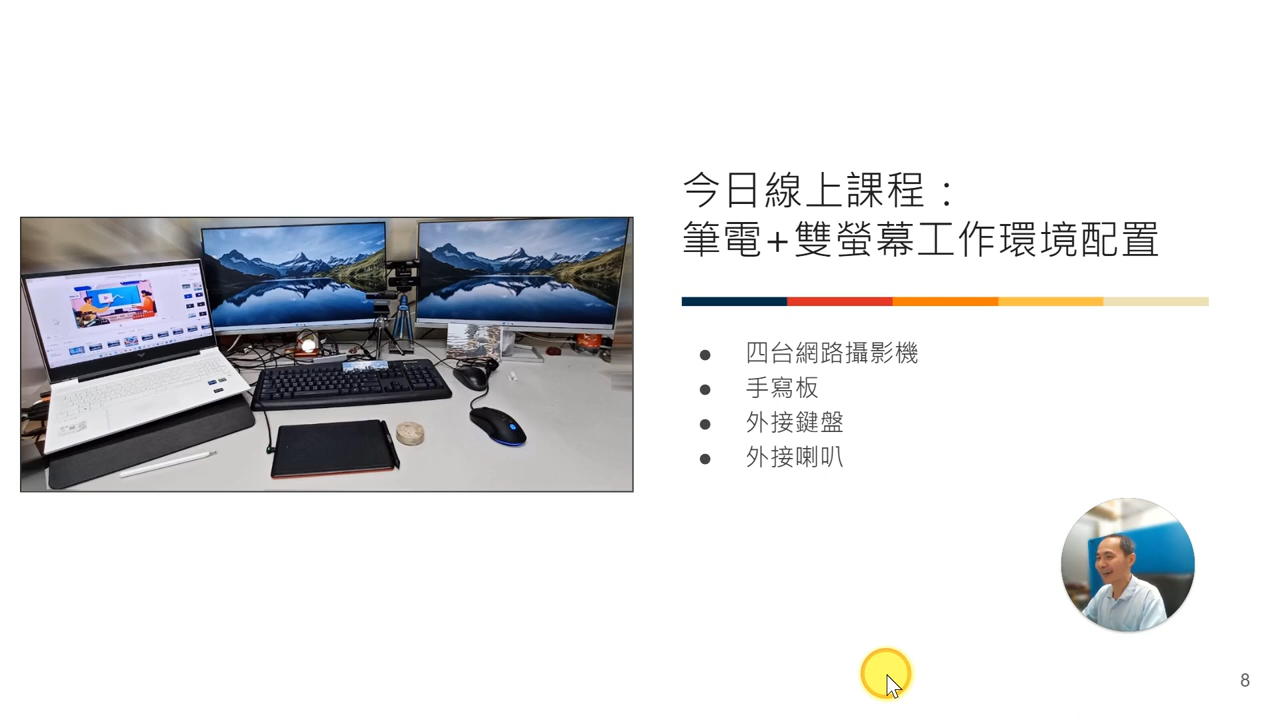 今日線上課程：
筆電+雙螢幕工作環境配置
● 四台網路攝影機
● 手寫板
● 外接鍵盤
● 外接喇叭
8